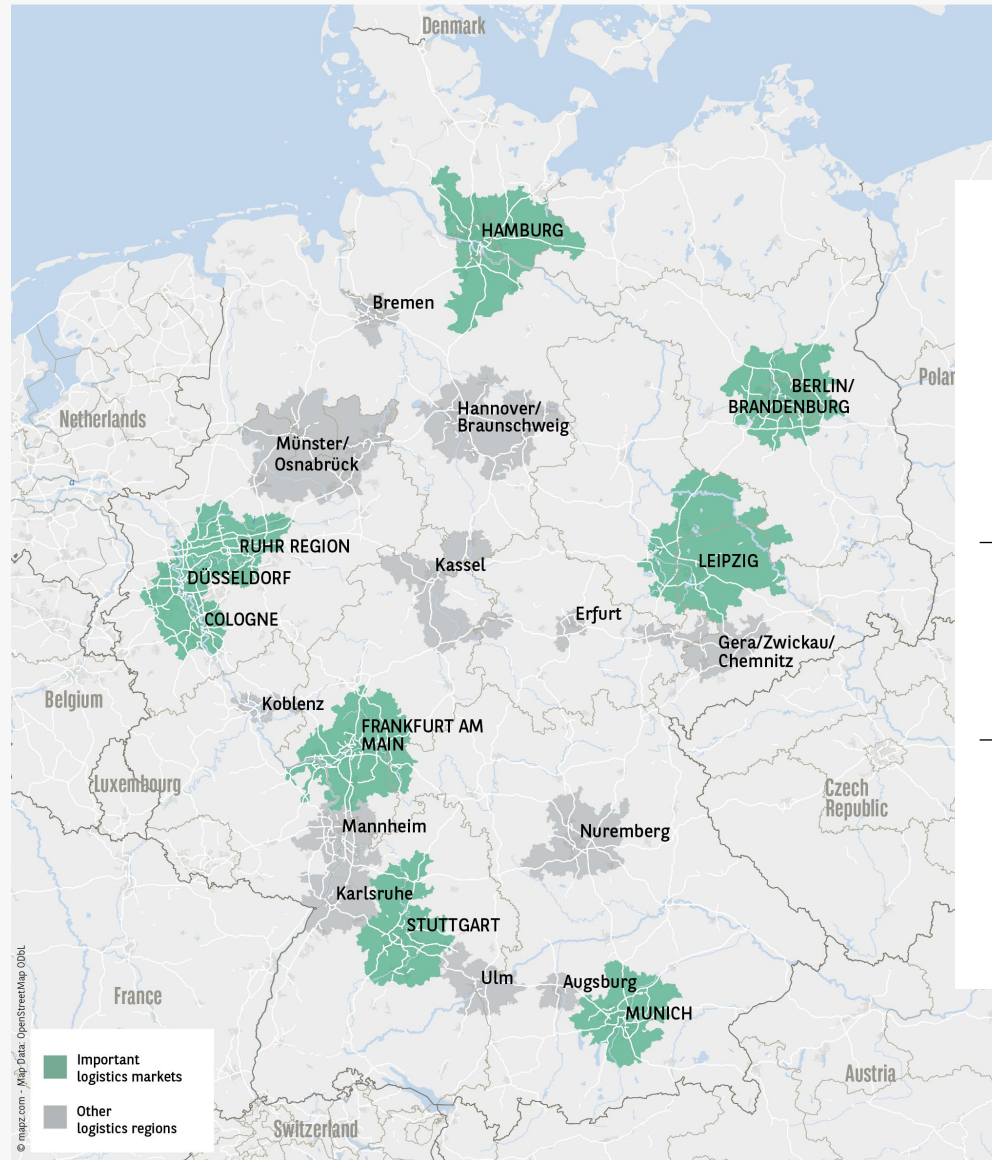 Denmark
HAMBURG
Bremen
BERLIN/
BRANDENBURG
Hannover/
Braunschweig
Netherlands
Münster/
Osnabrück
RUHR REGION
DÜSSELDORF
COLOGNE
Kassel
LEIPZIG
Erfurt
Gera/Zwickau/
Chemnitz
Belgium
Koblenz
FRANKFURT AM
MAIN
Luxembourg
Czech
Republic
Mannheim
Nuremberg
Karlsruhe
STUTTGART
Ulm
Augsburg
MUNICH
France
Austria
Switzerland
Important
logistics markets
Other
logistics regions
© mapz.com - Map Data: OpenStreetMap ODbL